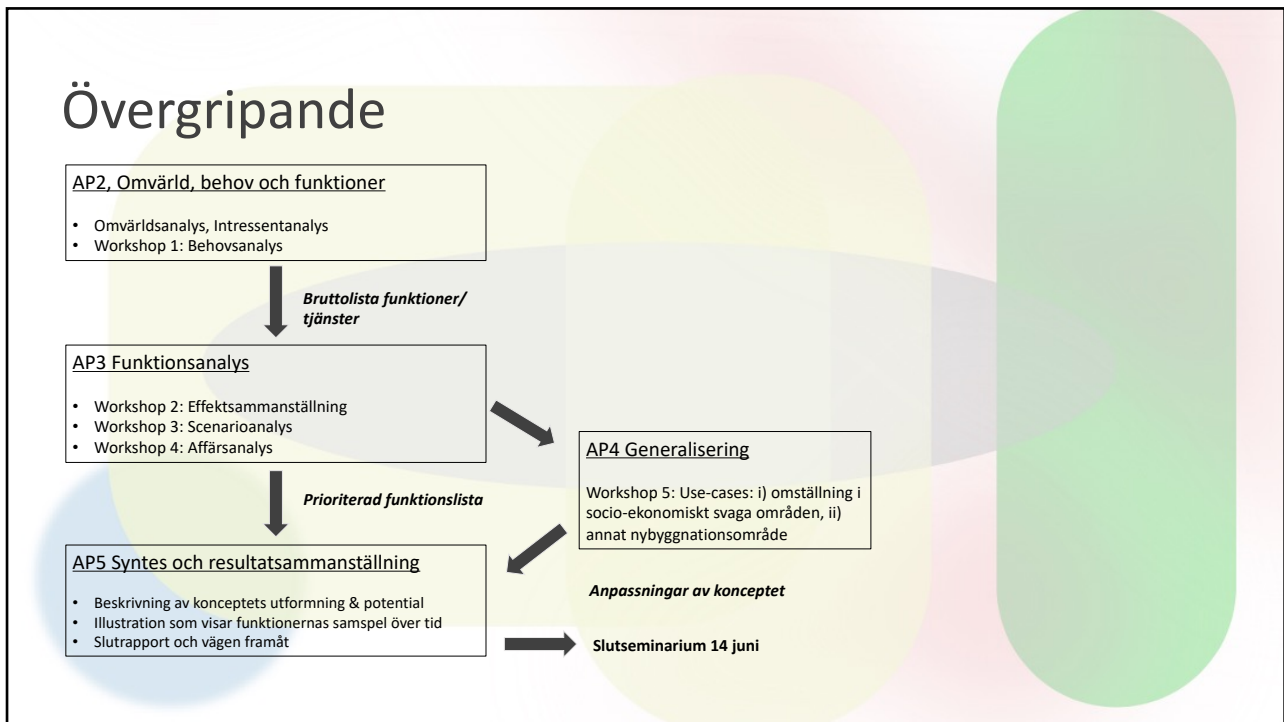 Övergripande
AP2, Omvärld, behov och funktioner
• Omvärldsanalys, Intressentanalys
• Workshop 1: Behovsanalys
Bruttolista funktioner/
tjänster
AP3 Funktionsanalys
• Workshop 2: Effektsammanställning
• Workshop 3: Scenarioanalys
• Workshop 4: Affärsanalys
AP4 Generalisering
Workshop 5: Use-cases: i) omställning i
socio-ekonomiskt svaga områden, ii)
annat nybyggnationsområde
Prioriterad funktionslista
AP5 Syntes och resultatsammanställning
• Beskrivning av konceptets utformning & potential
• Illustration som visar funktionernas samspel över tid
• Slutrapport och vägen framåt
Anpassningar av konceptet
Slutseminarium 14 juni